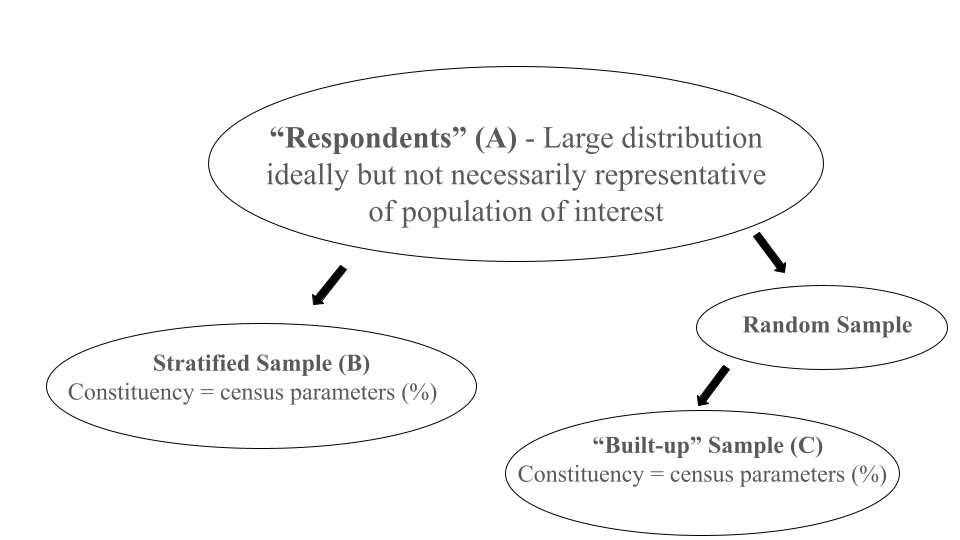 “Respondents” (A) - Large distribution
ideally but not necessarily representative
of population of interest
Random Sample
Stratified Sample (B)
Constituency = census parameters (%)
“Built-up” Sample (C)
Constituency = census parameters (%)